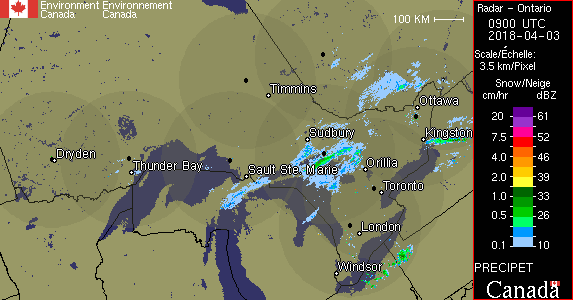 Environment Environnement
Canada Canada
100 KM
Timmins
Ottawa
Sudbury
Kingston
Dryden
Thunder Bay
Sault Ste. Marie
Orillia
Toronto
London
Windsor
Radar - Ontario
0900 UTC
2018-04-03
Scale/Échelle:
3.5 km/Pixel
Snow/Neige
cm/hr dBZ
20 61
7.5 52
4.0 46
2.0 39
1.0 33
0.5 26
0.1 10
PRECIPET
Canada